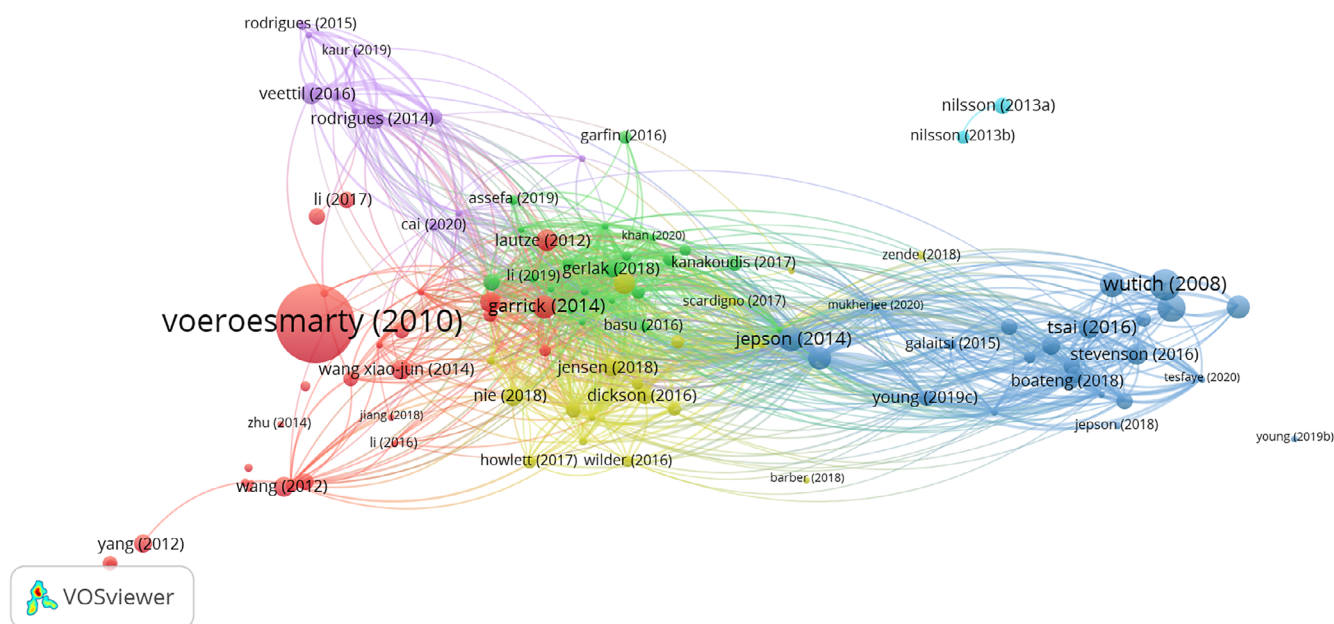 rodrigues (2015)
kaur (2019)
veettil (2016)
nilsson (2013a)
rodrigues (2014)
garfin (2016)
nilsson (2013b)
li (2017)
assefa (2019)
cai (2020)
khan (2020)
lautze (2012)
zende (2018)
kanakoudis (2017)
gerlak (2018)
li (2019)
wutich (2008)
scardigno (2017)
mukherjee (2020)
garrick (2014)
voeroesmarty (2010)
basu (2016)
tsai (2016)
jepson (2014)
galaitsi (2015)
stevenson (2016)
jensen (2018)
wang xiao-jun (2014)
tesfaye (2020)
boateng (2018)
nie (2018)
dickson (2016)
young (2019c)
jiang (2018)
zhu (2014)
jepson (2018)
young (2019b)
li (2016)
howlett (2017)
wilder (2016)
barber (2018)
wang (2012)
yang (2012)
VOSviewer